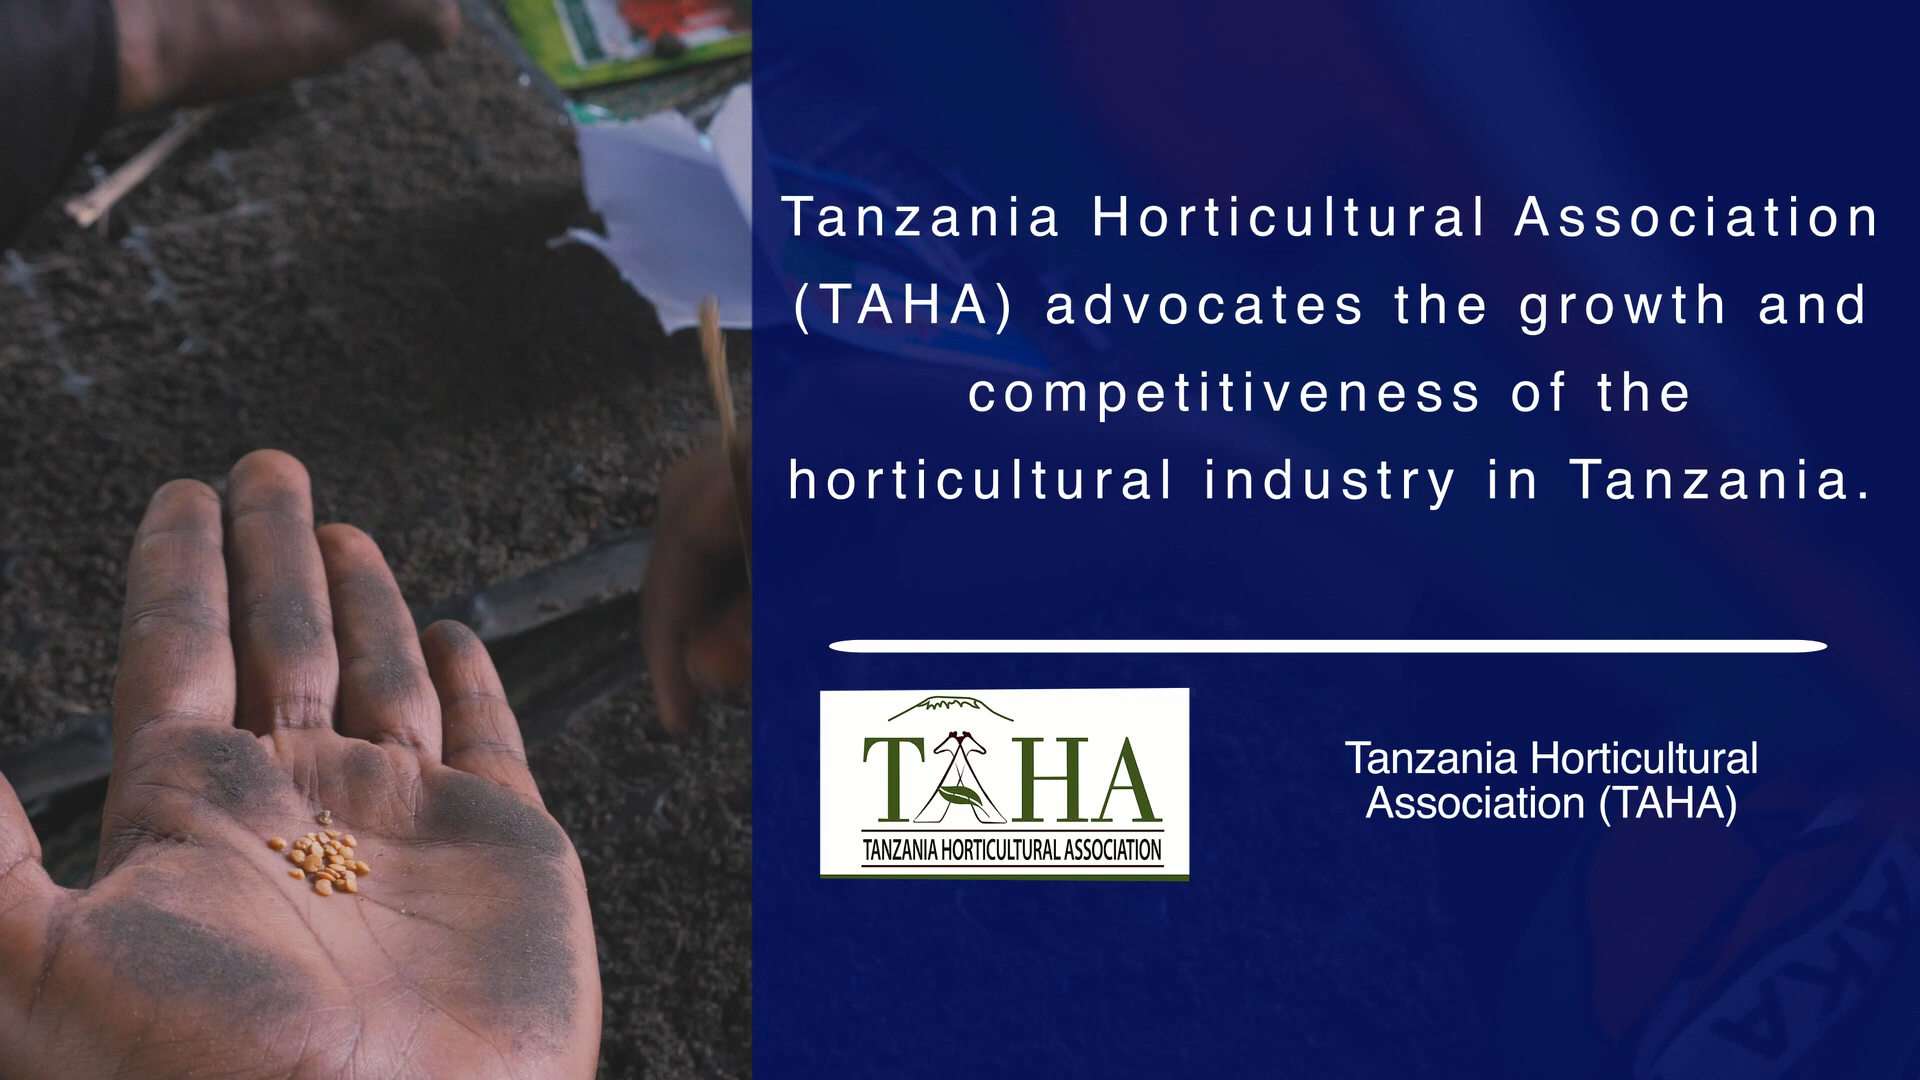 Tanzania Horticultural Association
(TAHA) advocates the growth and
competitiveness of the
horticultural industry in Tanzania.
TAHA
TANZANIA HORTICULTURAL ASSOCIATION
Tanzania Horticultural
Association (TAHA)